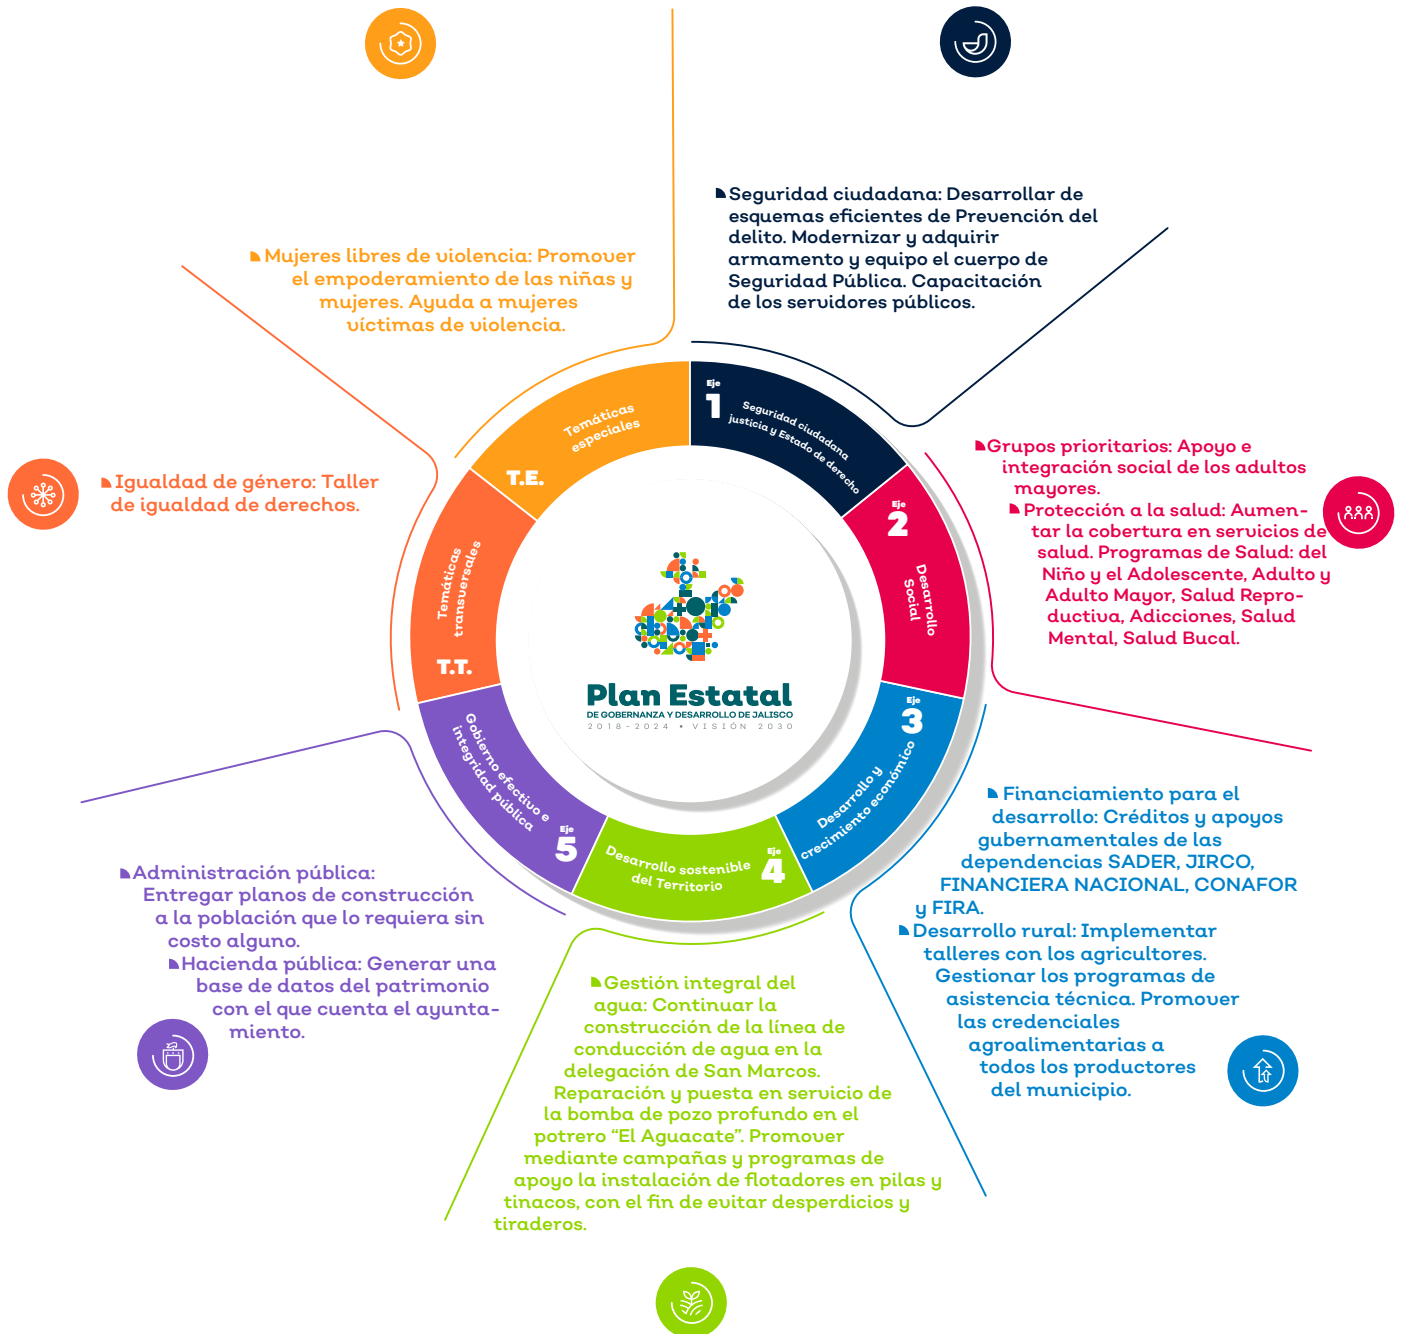 Seguridad ciudadana: Desarrollar de
esquemas eficientes de Prevención del
delito. Modernizar y adquirir
armamento y equipo el cuerpo de
Seguridad Pública. Capacitación
de los servidores públicos.
Mujeres libres de violencia: Promover
el empoderamiento de las niñas y
mujeres. Ayuda a mujeres
víctimas de violencia.
Igualdad de género: Taller
de igualdad de derechos.
Grupos prioritarios: Apoyo e
integración social de los adultos
mayores.
Protección a la salud: Aumen-
tar la cobertura en servicios de
salud. Programas de Salud: del
Niño y el Adolescente, Adulto y
Adulto Mayor, Salud Repro-
ductiva, Adicciones, Salud
Mental, Salud Bucal.
Eje
1
Seguridad ciudadana
justicia y Estado de derecho
Eje
2
Desarrollo
Social
Eje
3
Desarrollo y
crecimiento económico
Eje
4
Desarrollo sostenible
del Territorio
Eje
5
Gobierno efectivo e
integridad pública
T.T.
Temáticas
transversales
T.E.
Temáticas
especiales
Plan Estatal
DE GOBERNANZA Y DESARROLLO DE JALISCO
2018-2024 • VISIÓN 2030
Financiamiento para el
desarrollo: Créditos y apoyos
gubernamentales de las
dependencias SADER, JIRCO,
FINANCIERA NACIONAL, CONAFOR
y FIRA.
Desarrollo rural: Implementar
talleres con los agricultores.
Gestionar los programas de
asistencia técnica. Promover
las credenciales
agroalimentarias a
todos los productores
del municipio.
Administración pública:
Entregar planos de construcción
a la población que lo requiera sin
costo alguno.
Hacienda pública: Generar una
base de datos del patrimonio
con el que cuenta el ayunta-
miento.
Gestión integral del
agua: Continuar la
construcción de la línea de
conducción de agua en la
delegación de San Marcos.
Reparación y puesta en servicio de
la bomba de pozo profundo en el
potrero “El Aguacate”. Promover
mediante campañas y programas de
apoyo la instalación de flotadores en pilas y
tinacos, con el fin de evitar desperdicios y
tiraderos.